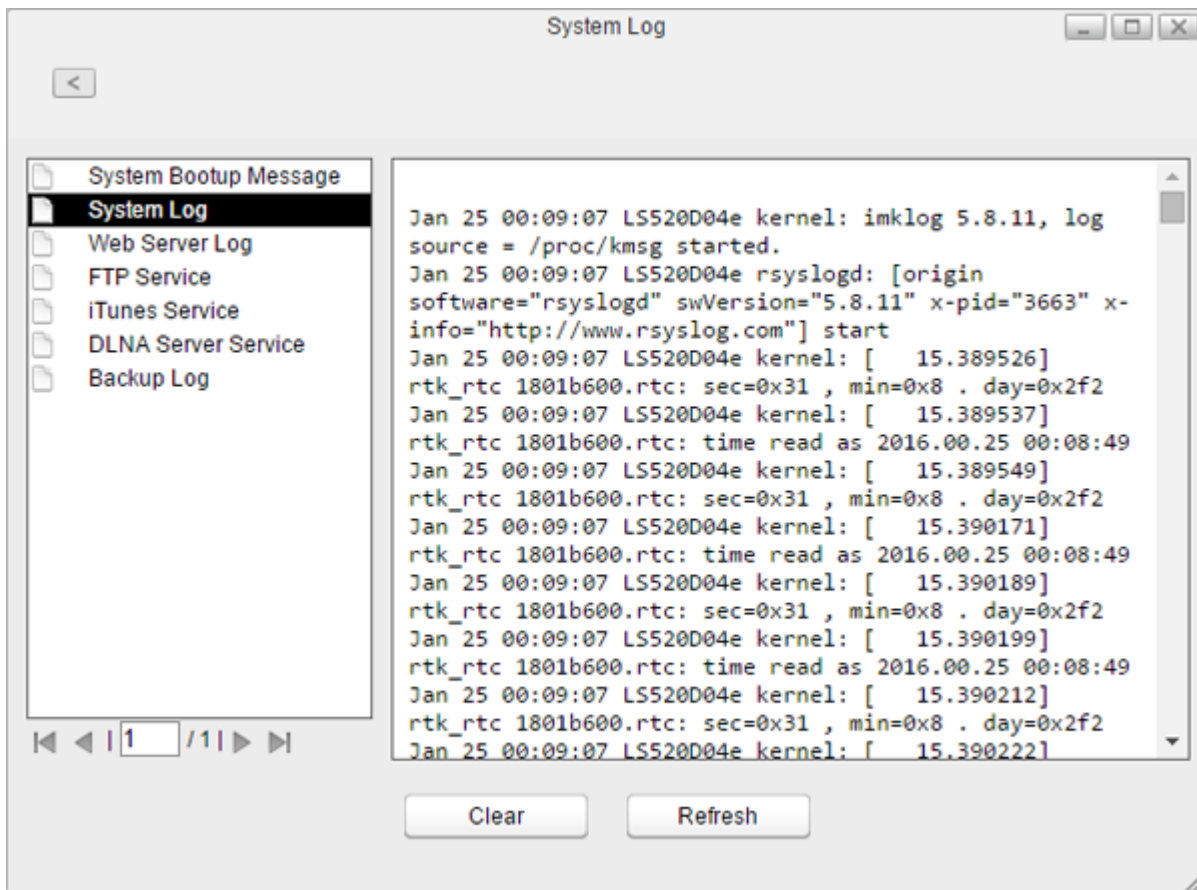 System Log
<
System Bootup Message
System Log
Web Server Log
FTP Service
iTunes Service
DLNA Server Service
Backup Log
1 / 1
Jan 25 00:09:07 LS520D04e kernel: imklog 5.8.11, log
source = /proc/kmsg started.
Jan 25 00:09:07 LS520D04e rsyslogd: [origin
software="rsyslogd" swVersion="5.8.11" x-pid="3663" x-
info="http://www.rsyslog.com"] start
Jan 25 00:09:07 LS520D04e kernel: [   15.389526]
rtk_rtc 1801b600.rtc: sec=0x31 , min=0x8 . day=0x2f2
Jan 25 00:09:07 LS520D04e kernel: [   15.389537]
rtk_rtc 1801b600.rtc: time read as 2016.00.25 00:08:49
Jan 25 00:09:07 LS520D04e kernel: [   15.389549]
rtk_rtc 1801b600.rtc: sec=0x31 , min=0x8 . day=0x2f2
Jan 25 00:09:07 LS520D04e kernel: [   15.390171]
rtk_rtc 1801b600.rtc: time read as 2016.00.25 00:08:49
Jan 25 00:09:07 LS520D04e kernel: [   15.390189]
rtk_rtc 1801b600.rtc: sec=0x31 , min=0x8 . day=0x2f2
Jan 25 00:09:07 LS520D04e kernel: [   15.390199]
rtk_rtc 1801b600.rtc: time read as 2016.00.25 00:08:49
Jan 25 00:09:07 LS520D04e kernel: [   15.390212]
rtk_rtc 1801b600.rtc: sec=0x31 , min=0x8 . day=0x2f2
Jan 25 00:09:07 LS520D04e kernel: [   15.390222]
Clear
Refresh